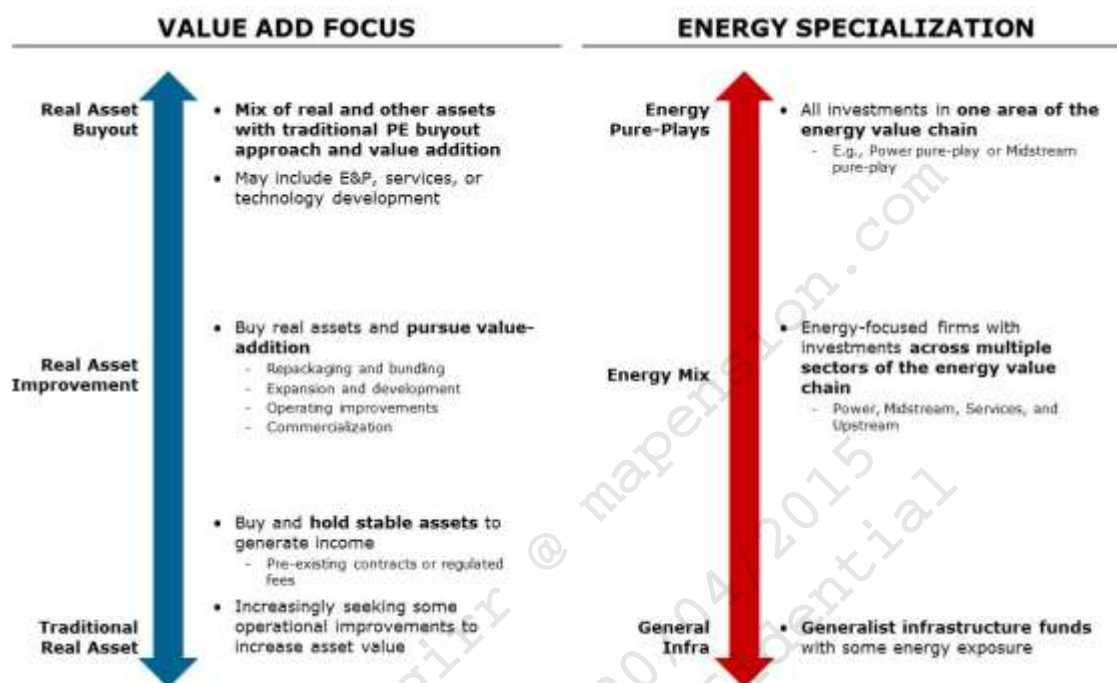 VALUE ADD FOCUS
Real Asset
Buyout
• Mix of real and other assets
with traditional PE buyout
approach and value addition
• May include E&P, services, or
technology development
Real Asset
Improvement
• Buy real assets and pursue value-
addition
- Repackaging and bundling
- Expansion and development
- Operating improvements
- Commercialization
• Buy and hold stable assets to
generate income
- Pre-existing contracts or regulated
fees
Traditional
Real Asset
• Increasingly seeking some
operational improvements to
increase asset value
ENERGY SPECIALIZATION
Energy
Pure-Plays
• All investments in one area of the
energy value chain
- E.g., Power pure-play or Midstream
pure-play
Energy Mix
• Energy-focused firms with
investments across multiple
sectors of the energy value
chain
- Power, Midstream, Services, and
Upstream
General
Infra
• Generalist infrastructure funds
with some energy exposure
@ mapension.com